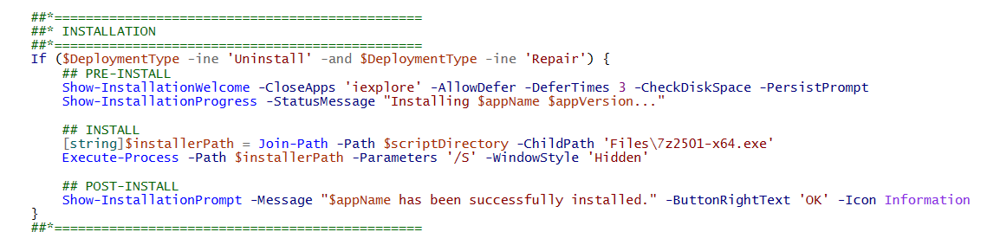 ##*===============================================
##* INSTALLATION
##*===============================================
If ($DeploymentType -ine 'Uninstall' -and $DeploymentType -ine 'Repair') {
    ## PRE-INSTALL
    Show-InstallationWelcome -CloseApps 'iexplore' -AllowDefer -DeferTimes 3 -CheckDiskSpace -PersistPrompt
    Show-InstallationProgress -StatusMessage "Installing $appName $appVersion..."

    ## INSTALL
    [string]$installerPath = Join-Path -Path $scriptDirectory -ChildPath 'Files\7z2501-x64.exe'
    Execute-Process -Path $installerPath -Parameters '/S' -WindowStyle 'Hidden'

    ## POST-INSTALL
    Show-InstallationPrompt -Message "$appName has been successfully installed." -ButtonRightText 'OK' -Icon Information
}
##*===============================================